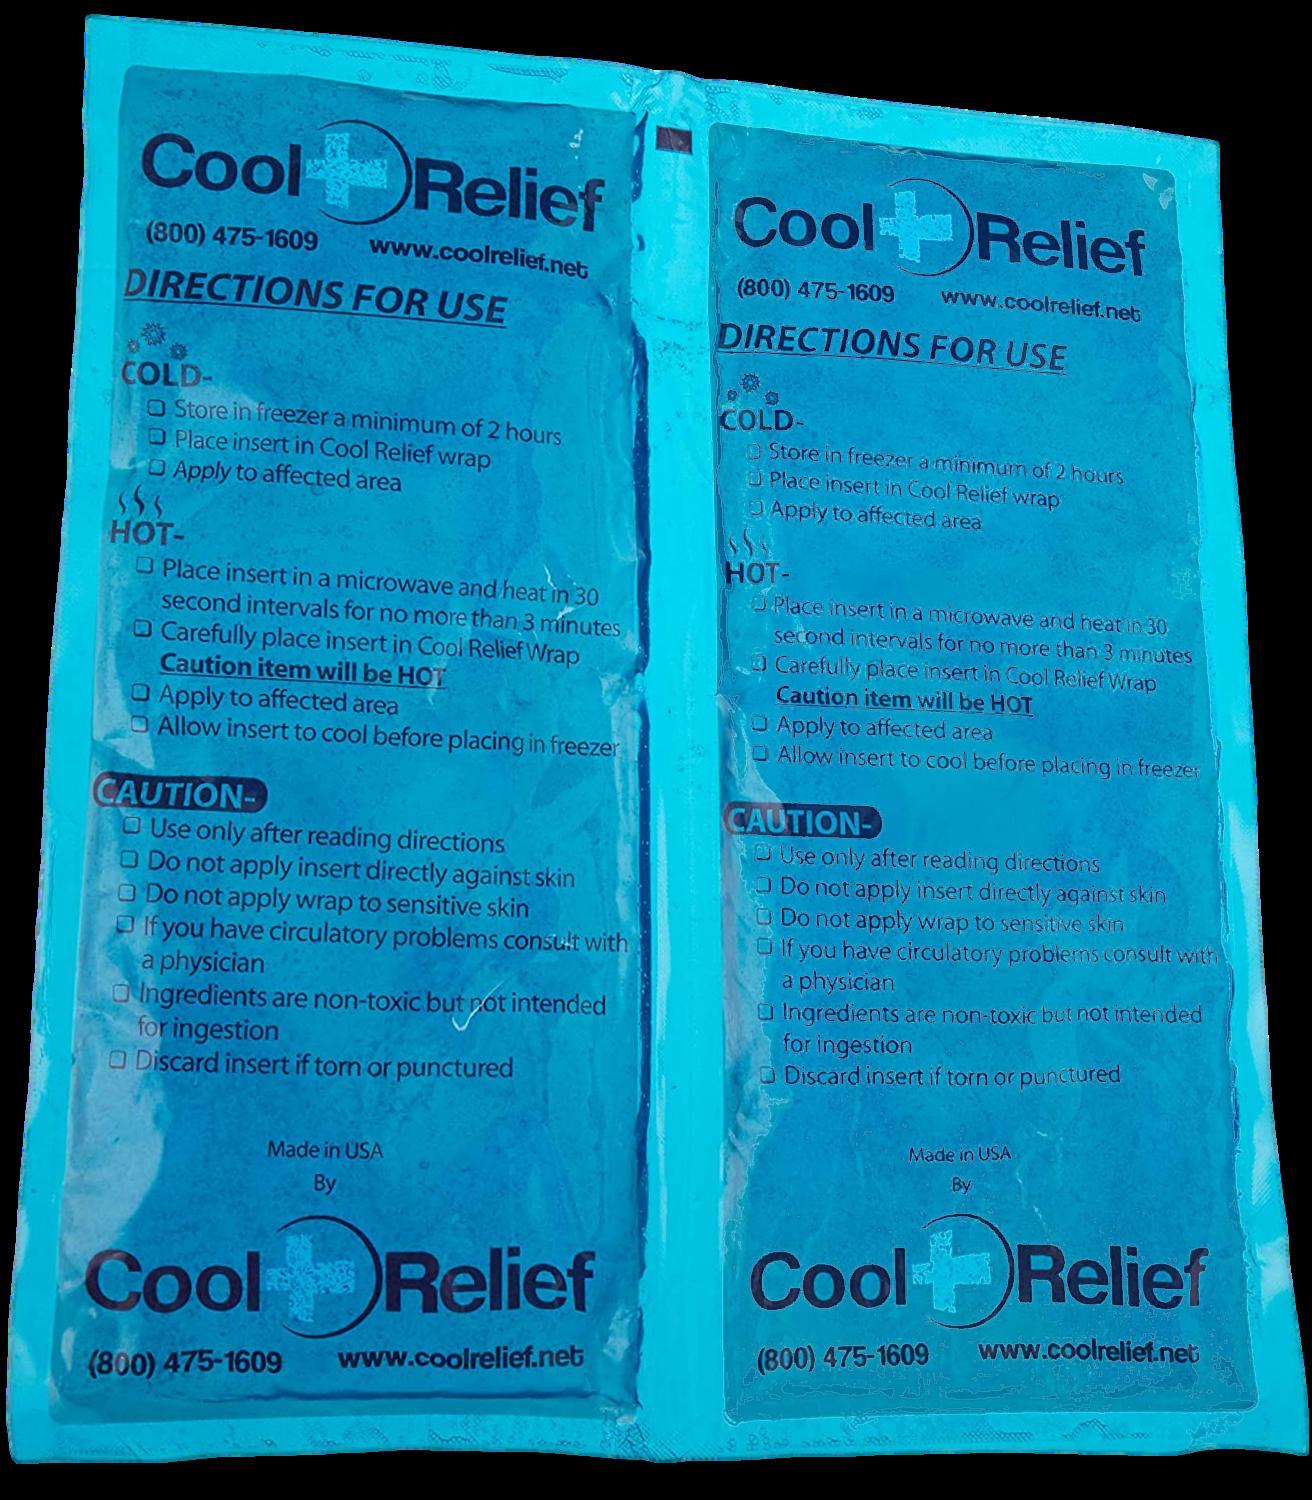 Cool Relief
(800) 475-1609 www.coolrelief.net
DIRECTIONS FOR USE
COLD-
Store in freezer a minimum of 2 hours
Place insert in Cool Relief wrap
Apply to affected area
HOT-
Place insert in a microwave and heat in 30
second intervals for no more than 3 minutes
Carefully place insert in Cool Relief Wrap
Caution item will be HOT
Apply to affected area
Allow insert to cool before placing in freezer
CAUTION-
Use only after reading directions
Do not apply insert directly against skin
Do not apply wrap to sensitive skin
If you have circulatory problems consult with
a physician
Ingredients are non-toxic but not intended
for ingestion
Discard insert if torn or punctured
Made in USA
By
Cool Relief
(800) 475-1609 www.coolrelief.net
Cool Relief
(800) 475-1609 www.coolrelief.net
DIRECTIONS FOR USE
COLD-
Store in freezer a minimum of 2 hours
Place insert in Cool Relief wrap
Apply to affected area
HOT-
Place insert in a microwave and heat in 30
second intervals for no more than 3 minutes
Carefully place insert in Cool Relief Wrap
Caution item will be HOT
Apply to affected area
Allow insert to cool before placing in freezer
CAUTION-
Use only after reading directions
Do not apply insert directly against skin
Do not apply wrap to sensitive skin
If you have circulatory problems consult with
a physician
Ingredients are non-toxic but not intended
for ingestion
Discard insert if torn or punctured
Made in USA
By
Cool Relief
(800) 475-1609 www.coolrelief.net